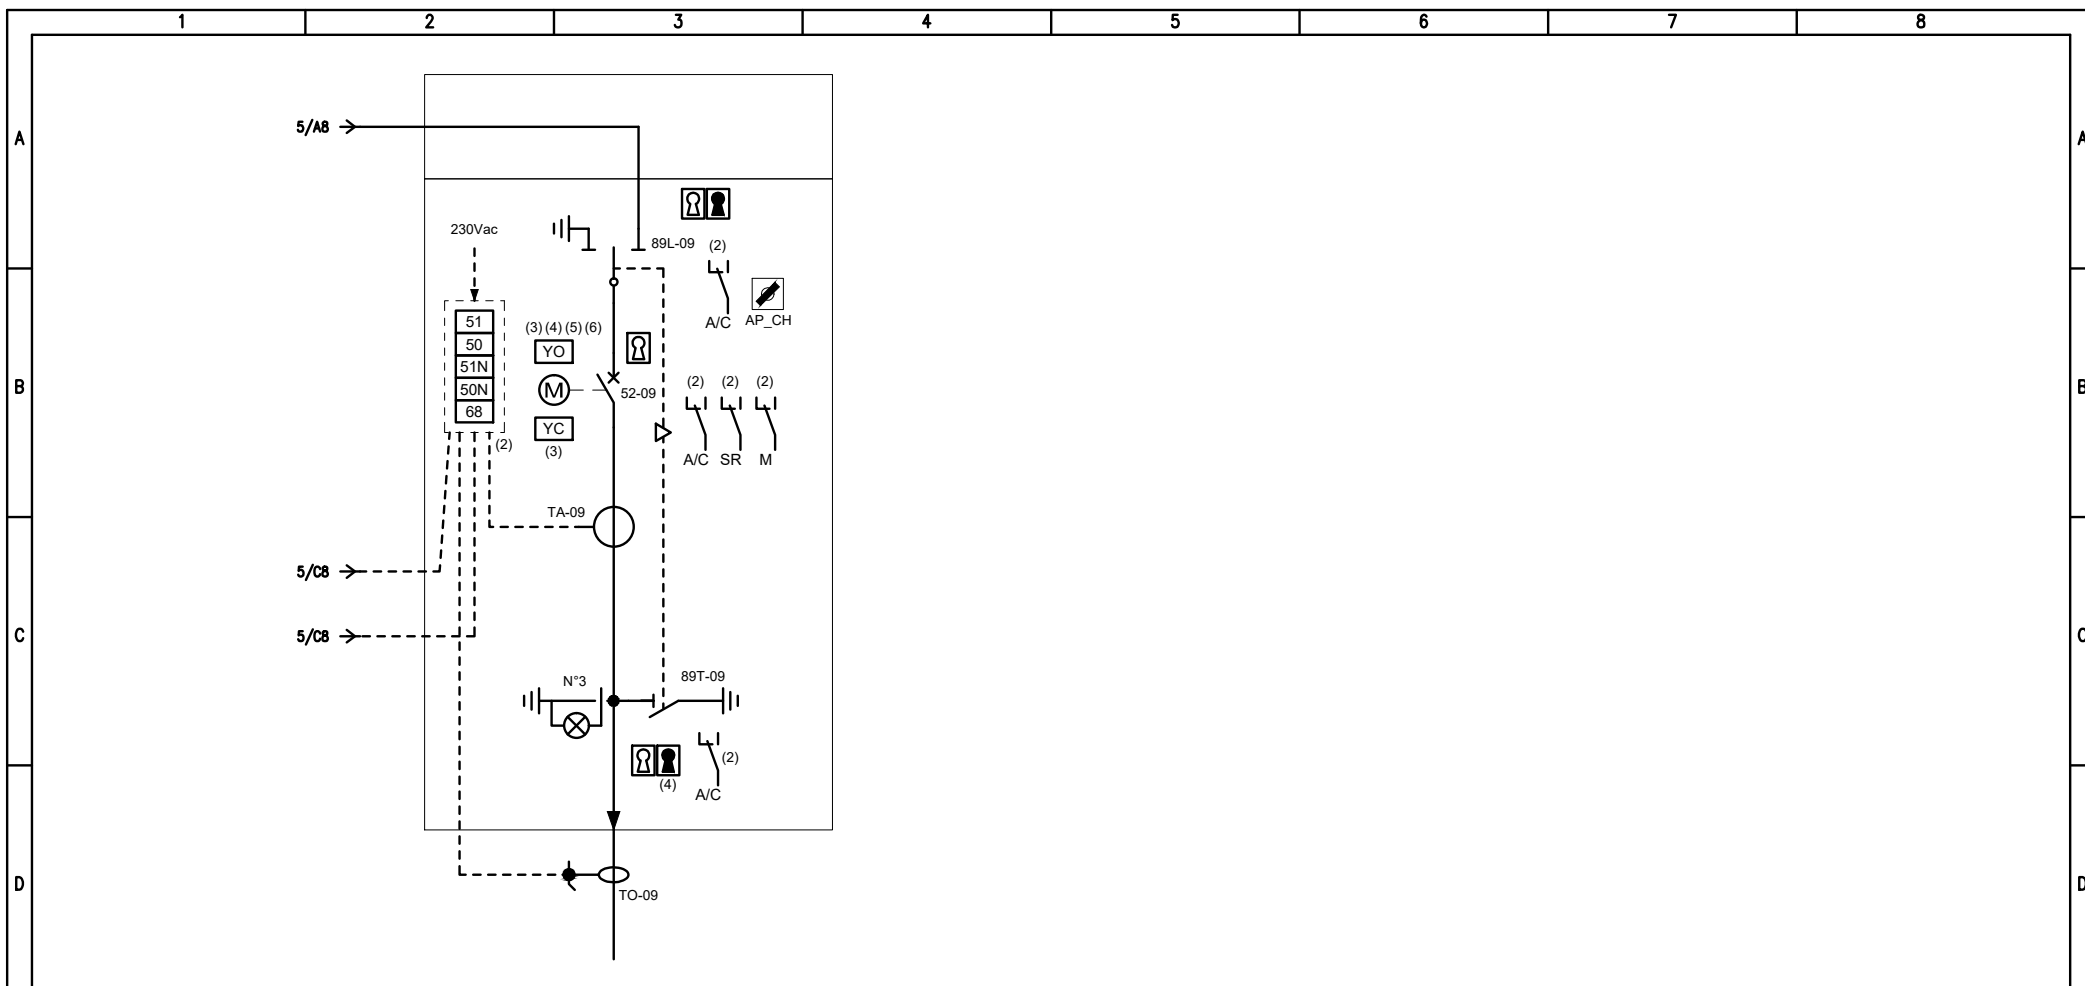 1 2 3 4 5 6 7 8
A A
5/A8
230Vac
89L-09 (2)
A/C AP_CH
51
50
51N
50N
68
(2)
(3) (4) (5) (6)
YO
M
52-09
YC
(3)
(2) (2) (2)
A/C SR M
B B
TA-09
5/C8
5/C8
C C
N°3
89T-09
(2)
(4)
A/C
D D
TO-09